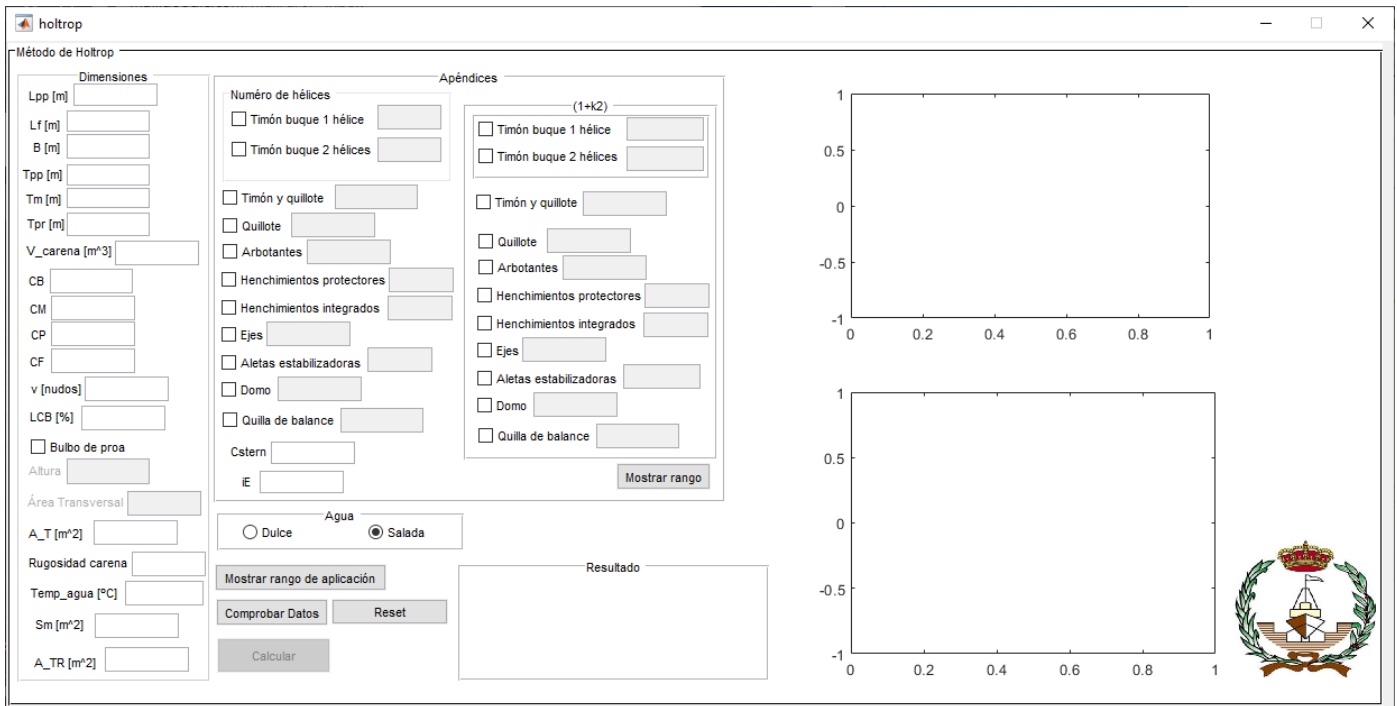 holtrop
Método de Holtrop
Dimensiones
Lpp [m]
Lf [m]
B [m]
Tpp [m]
Tm [m]
Tpr [m]
V_carena [m^3]
CB
CM
CP
CF
v [nudos]
LCB [%]
Bulbo de proa
Altura
Área Transversal
A_T [m^2]
Rugosidad carena
Temp_agua [ºC]
Sm [m^2]
A_TR [m^2]
Apéndices
Numéro de hélices
Timón buque 1 hélice
Timón buque 2 hélices
Timón y quillote
Quillote
Arbotantes
Henchimientos protectores
Henchimientos integrados
Ejes
Aletas estabilizadoras
Domo
Quilla de balance
Cstern
iE
(1+k2)
Timón buque 1 hélice
Timón buque 2 hélices
Timón y quillote
Quillote
Arbotantes
Henchimientos protectores
Henchimientos integrados
Ejes
Aletas estabilizadoras
Domo
Quilla de balance
Mostrar rango
Agua
Dulce
Salada
Mostrar rango de aplicación
Comprobar Datos
Reset
Calcular
Resultado
1
0.5
0
-0.5
-1
0 0.2 0.4 0.6 0.8 1
1
0.5
0
-0.5
-1
0 0.2 0.4 0.6 0.8 1